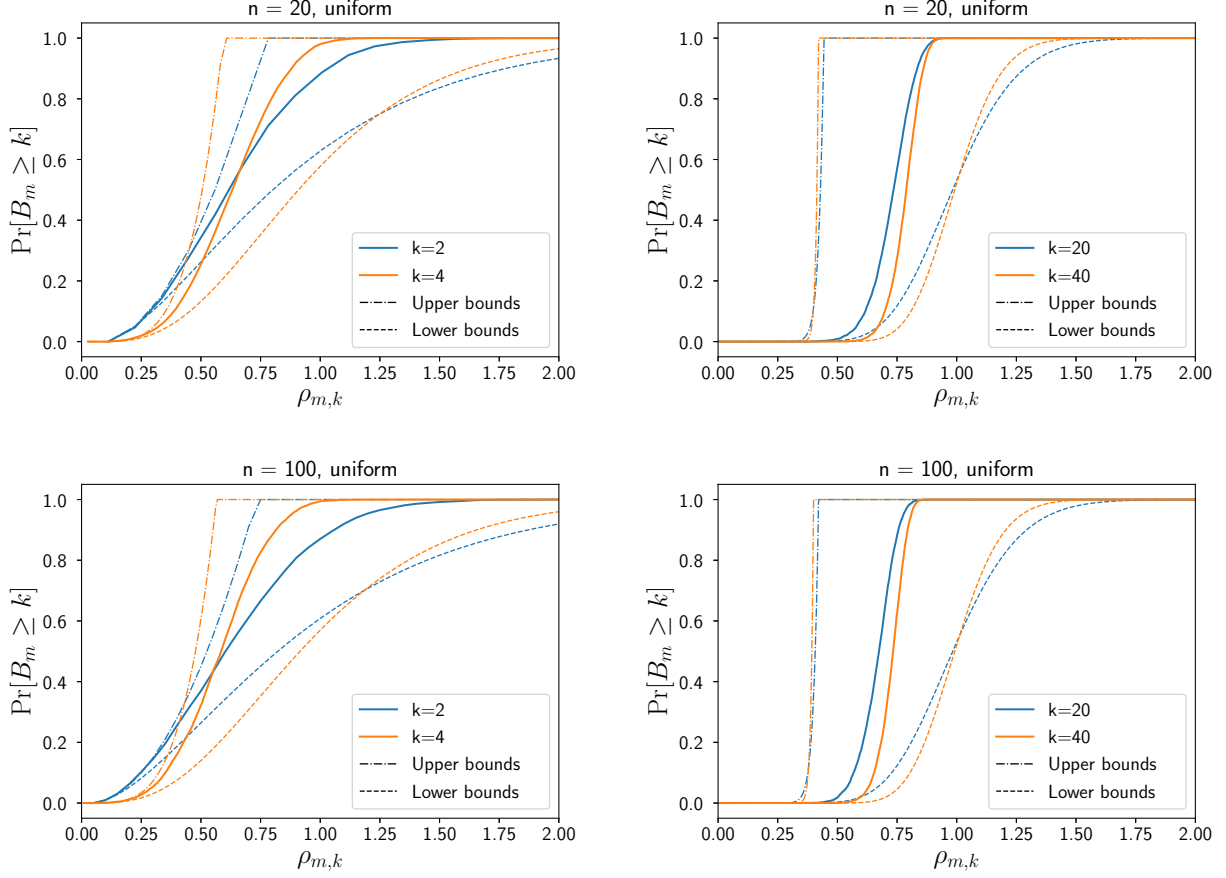 n = 20, uniform
Pr[B_m ≥ k]
1.0
0.8
0.6
0.4
0.2
0.0
k=2
k=4
Upper bounds
Lower bounds
0.00 0.25 0.50 0.75 1.00 1.25 1.50 1.75 2.00
ρ_{m,k}
n = 20, uniform
Pr[B_m ≥ k]
1.0
0.8
0.6
0.4
0.2
0.0
k=20
k=40
Upper bounds
Lower bounds
0.00 0.25 0.50 0.75 1.00 1.25 1.50 1.75 2.00
ρ_{m,k}
n = 100, uniform
Pr[B_m ≥ k]
1.0
0.8
0.6
0.4
0.2
0.0
k=2
k=4
Upper bounds
Lower bounds
0.00 0.25 0.50 0.75 1.00 1.25 1.50 1.75 2.00
ρ_{m,k}
n = 100, uniform
Pr[B_m ≥ k]
1.0
0.8
0.6
0.4
0.2
0.0
k=20
k=40
Upper bounds
Lower bounds
0.00 0.25 0.50 0.75 1.00 1.25 1.50 1.75 2.00
ρ_{m,k}